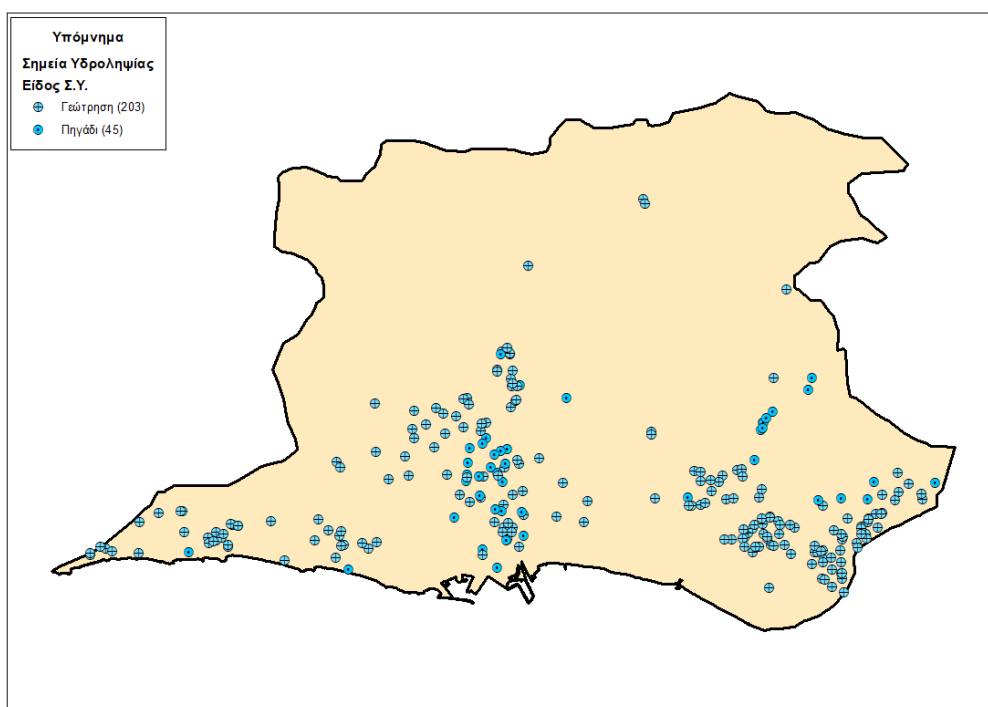 Υπόμνημα
Σημεία Υδροληψίας
Είδος Σ.Υ.
Γεώτρηση (203)
Πηγάδι (45)